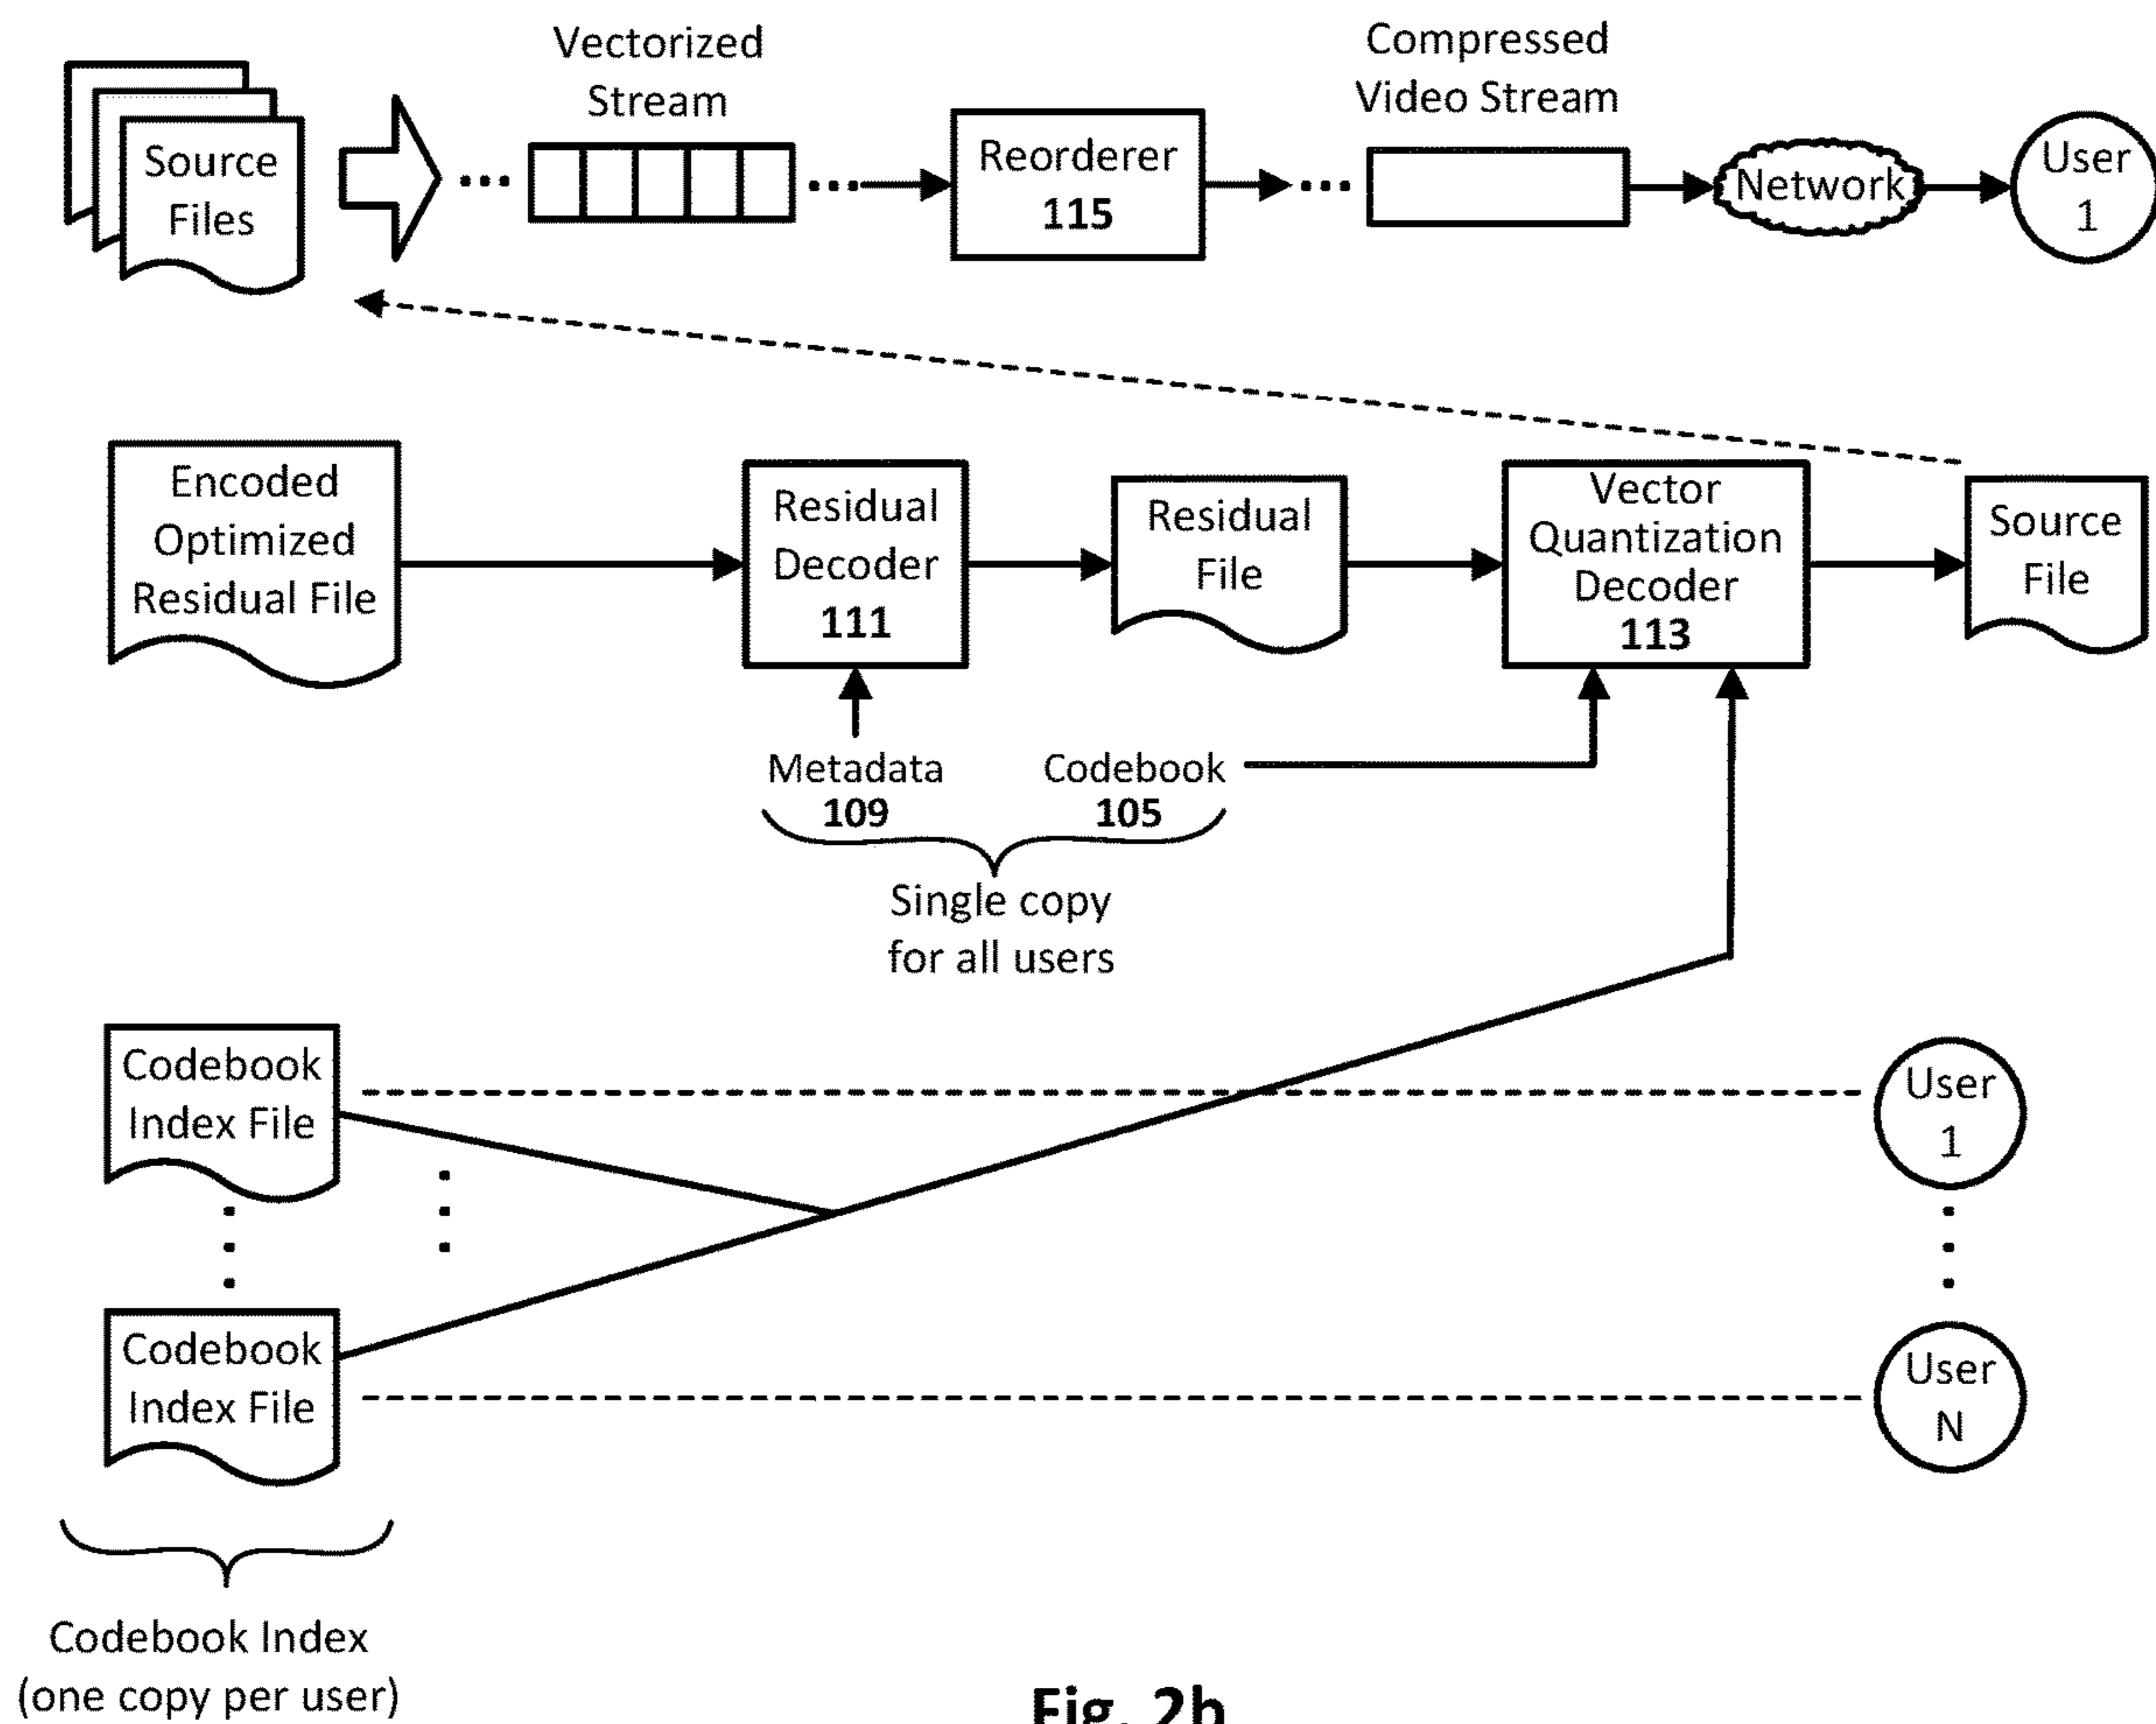 Vectorized
Stream
Compressed
Video Stream
Source
Files
Reorderer
115
Network
User
1
Encoded
Optimized
Residual File
Residual
Decoder
111
Residual
File
Vector
Quantization
Decoder
113
Source
File
Metadata
109
Codebook
105
Single copy
for all users
Codebook
Index File
User
1
Codebook
Index File
User
N
Codebook Index
(one copy per user)
Fig. 2b